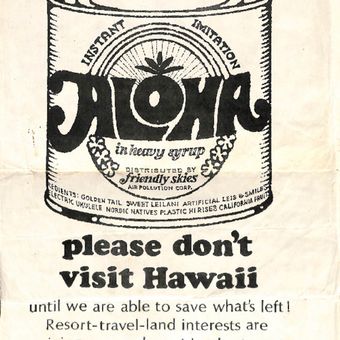 INSTANT IMITATION
ALOHA
in heavy syrup
DISTRIBUTED BY
friendly skies
AIR POLLUTION CORP.
EDIENTS: GOLDEN TAIL SWEET LEILANI ARTIFICIAL LEIS & SMILES
ELECTRIC UKULELE NORDIC NATIVES PLASTIC HI RISES CALIFORNIA FRUITS
please don't
visit Hawaii
until we are able to save what's left!
Resort-travel-land interests are